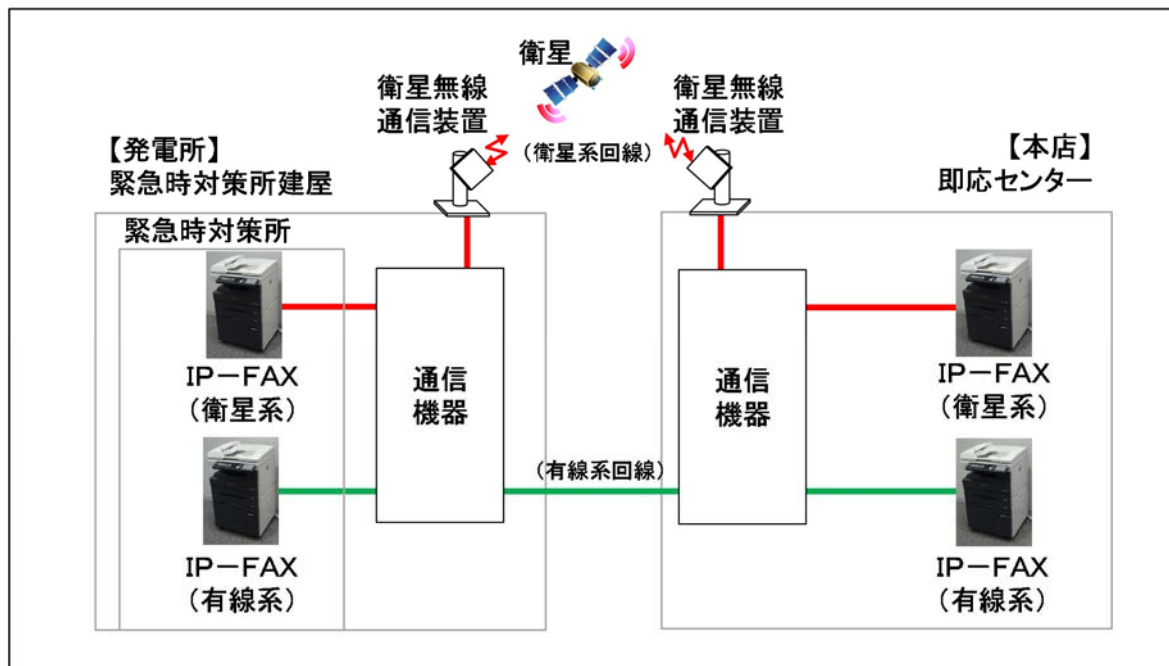 衛星
衛星無線
通信装置
衛星無線
通信装置
(衛星系回線)
【発電所】
緊急時対策所建屋
【本店】
即応センター
緊急時対策所
IP-FAX
(衛星系)
通信
機器
通信
機器
IP-FAX
(衛星系)
(有線系回線)
IP-FAX
(有線系)
IP-FAX
(有線系)